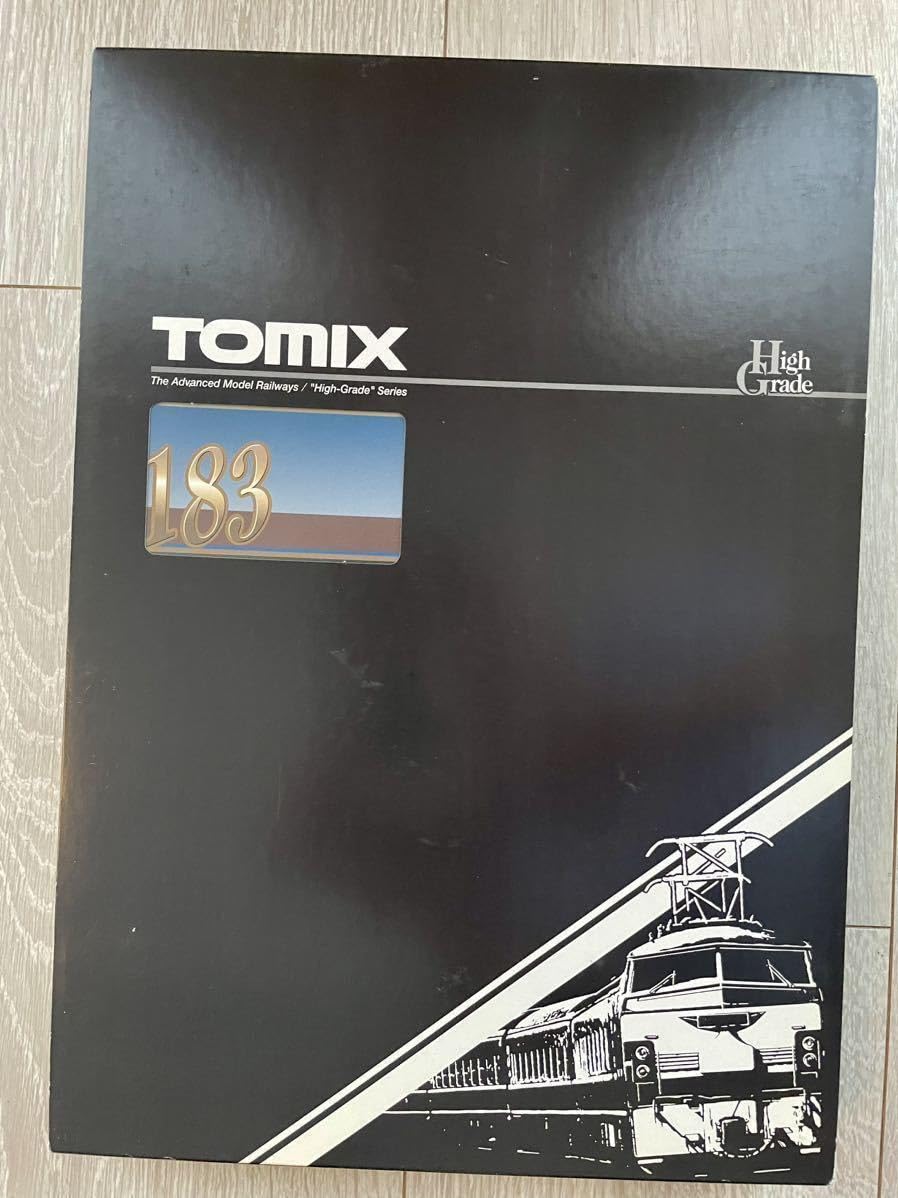 TOMIX
The Advanced Model Railways / "High-Grade" Series
High
Grade
183